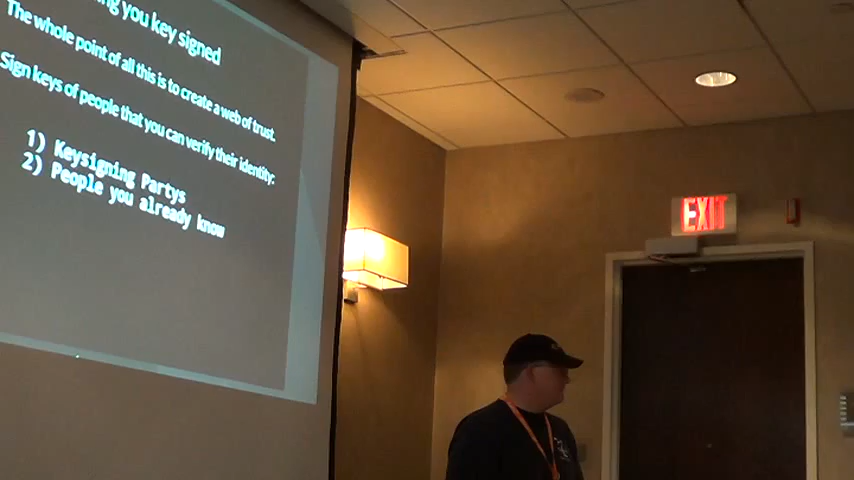 you key signed
The whole point of all this is to create a web of trust.
Sign keys of people that you can verify their identity:
1) Keysigning Partys
2) People you already know
EXIT